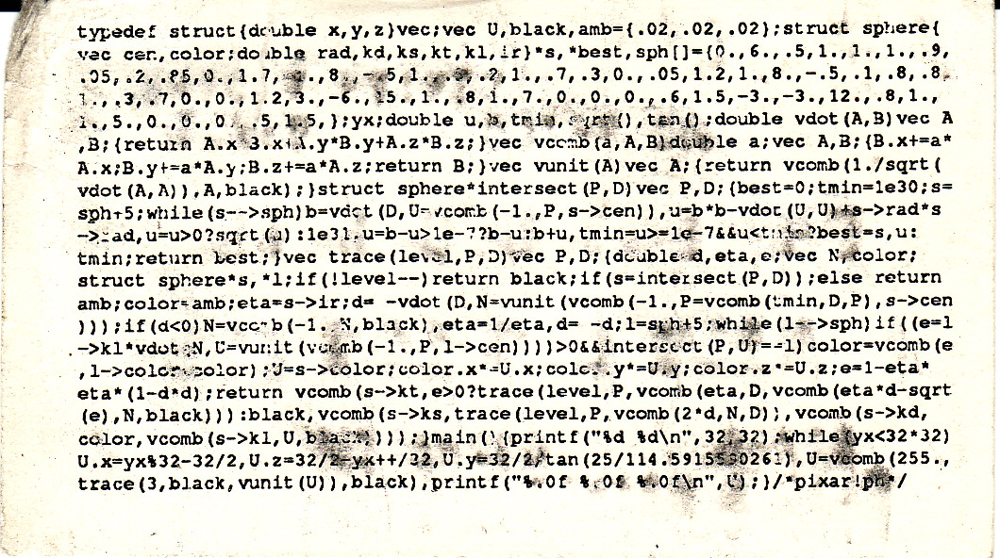 typedef struct{double x,y,z}vec;vec U,black,amb={.02,.02,.02};struct sphere{
vec cen,color;double rad,kd,ks,kt,kl,ir}*s,*best,sph[]={0.,6.,.5,1.,1.,1.,.9,
.05,.2,.85,0.,1.7,-1.,8.,-.5,1.,.5,.2,1.,.7,.3,0.,.05,1.2,1.,8.,-.5,.1,.8,.8,
1.,.3,.7,0.,0.,1.2,3.,-6.,15.,1.,.8,1.,7.,0.,0.,0.,.6,1.5,-3.,-3.,12.,.8,1.,
1.,5.,0.,0.,0.,.5,1.5,};yx;double u,b,tmin,sqrt(),tan();double vdot(A,B)vec A
,B;{return A.x*B.x+A.y*B.y+A.z*B.z;}vec vcomb(a,A,B)double a;vec A,B;{B.x+=a*
A.x;B.y+=a*A.y;B.z+=a*A.z;return B;}vec vunit(A)vec A;{return vcomb(1./sqrt(
vdot(A,A)),A,black);}struct sphere*intersect(P,D)vec P,D;{best=0;tmin=1e30;s=
sph+5;while(s-->sph)b=vdot(D,U=vcomb(-1.,P,s->cen)),u=b*b-vdot(U,U)+s->rad*s
->rad,u=u>0?sqrt(u):1e31,u=b-u>1e-7?b-u:b+u,tmin=u>=1e-7&&u<tmin?best=s,u:
tmin;return best;}vec trace(level,P,D)vec P,D;{double d,eta,e;vec N,color;
struct sphere*s,*l;if(!level--)return black;if(s=intersect(P,D));else return
amb;color=amb;eta=s->ir;d= -vdot(D,N=vunit(vcomb(-1.,P=vcomb(tmin,D,P),s->cen
)));if(d<0)N=vcomb(-1.,N,black),eta=1/eta,d= -d;l=sph+5;while(l-->sph)if((e=l
->kl*vdot(N,U=vunit(vcomb(-1.,P,l->cen))))>0&&intersect(P,U)==l)color=vcomb(e
,l->color,color);U=s->color;color.x*=U.x;color.y*=U.y;color.z*=U.z;e=1-eta*
eta*(1-d*d);return vcomb(s->kt,e>0?trace(level,P,vcomb(eta,D,vcomb(eta*d-sqrt
(e),N,black))):black,vcomb(s->ks,trace(level,P,vcomb(2*d,N,D)),vcomb(s->kd,
color,vcomb(s->kl,U,black))));}main(){printf("%d %d\n",32,32);while(yx<32*32)
U.x=yx%32-32/2,U.z=32/2-yx++/32,U.y=32/2/tan(25/114.5915590261),U=vcomb(255.,
trace(3,black,vunit(U)),black),printf("%.0f %.0f %.0f\n",U);}/*pixar!ph*/